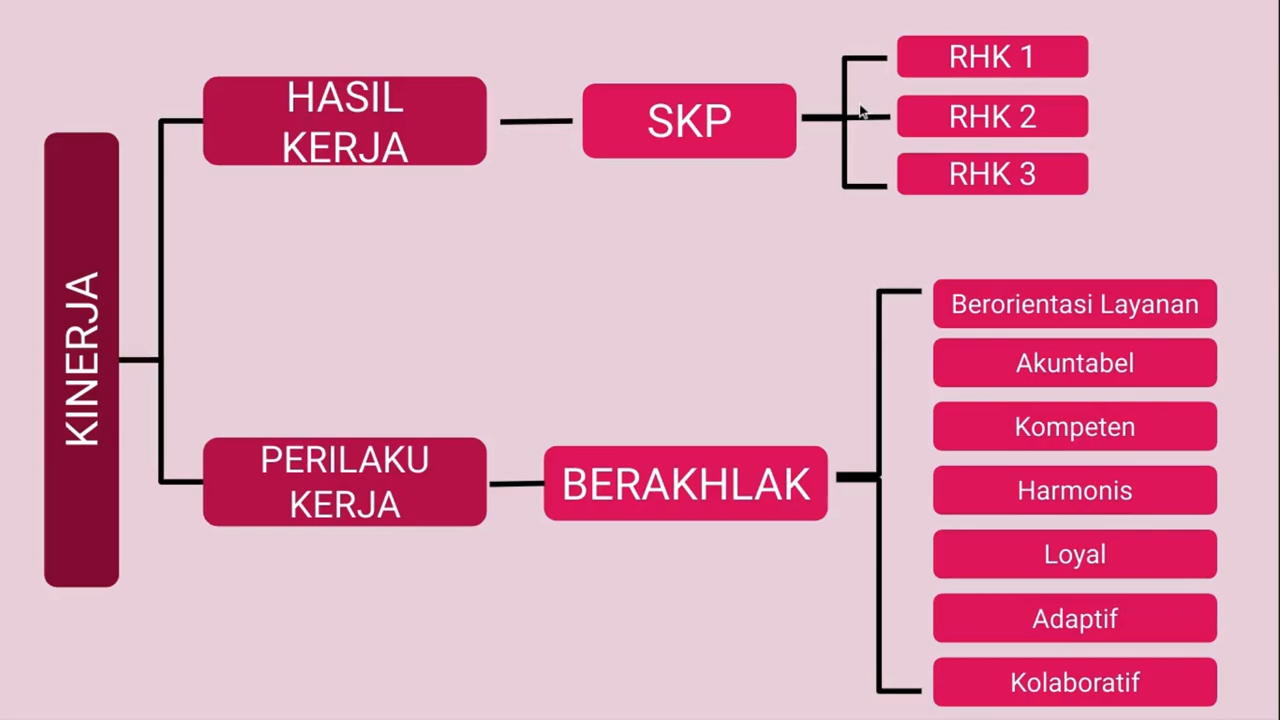 KINERJA
HASIL
KERJA
SKP
RHK 1
RHK 2
RHK 3
PERILAKU
KERJA
BERAKHLAK
Berorientasi Layanan
Akuntabel
Kompeten
Harmonis
Loyal
Adaptif
Kolaboratif